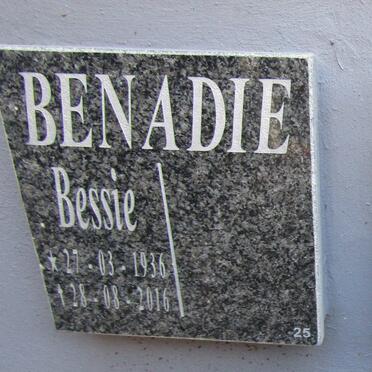 BENADIE
Bessie
* 27 - 03 - 1936
† 28 - 08 - 2016
25